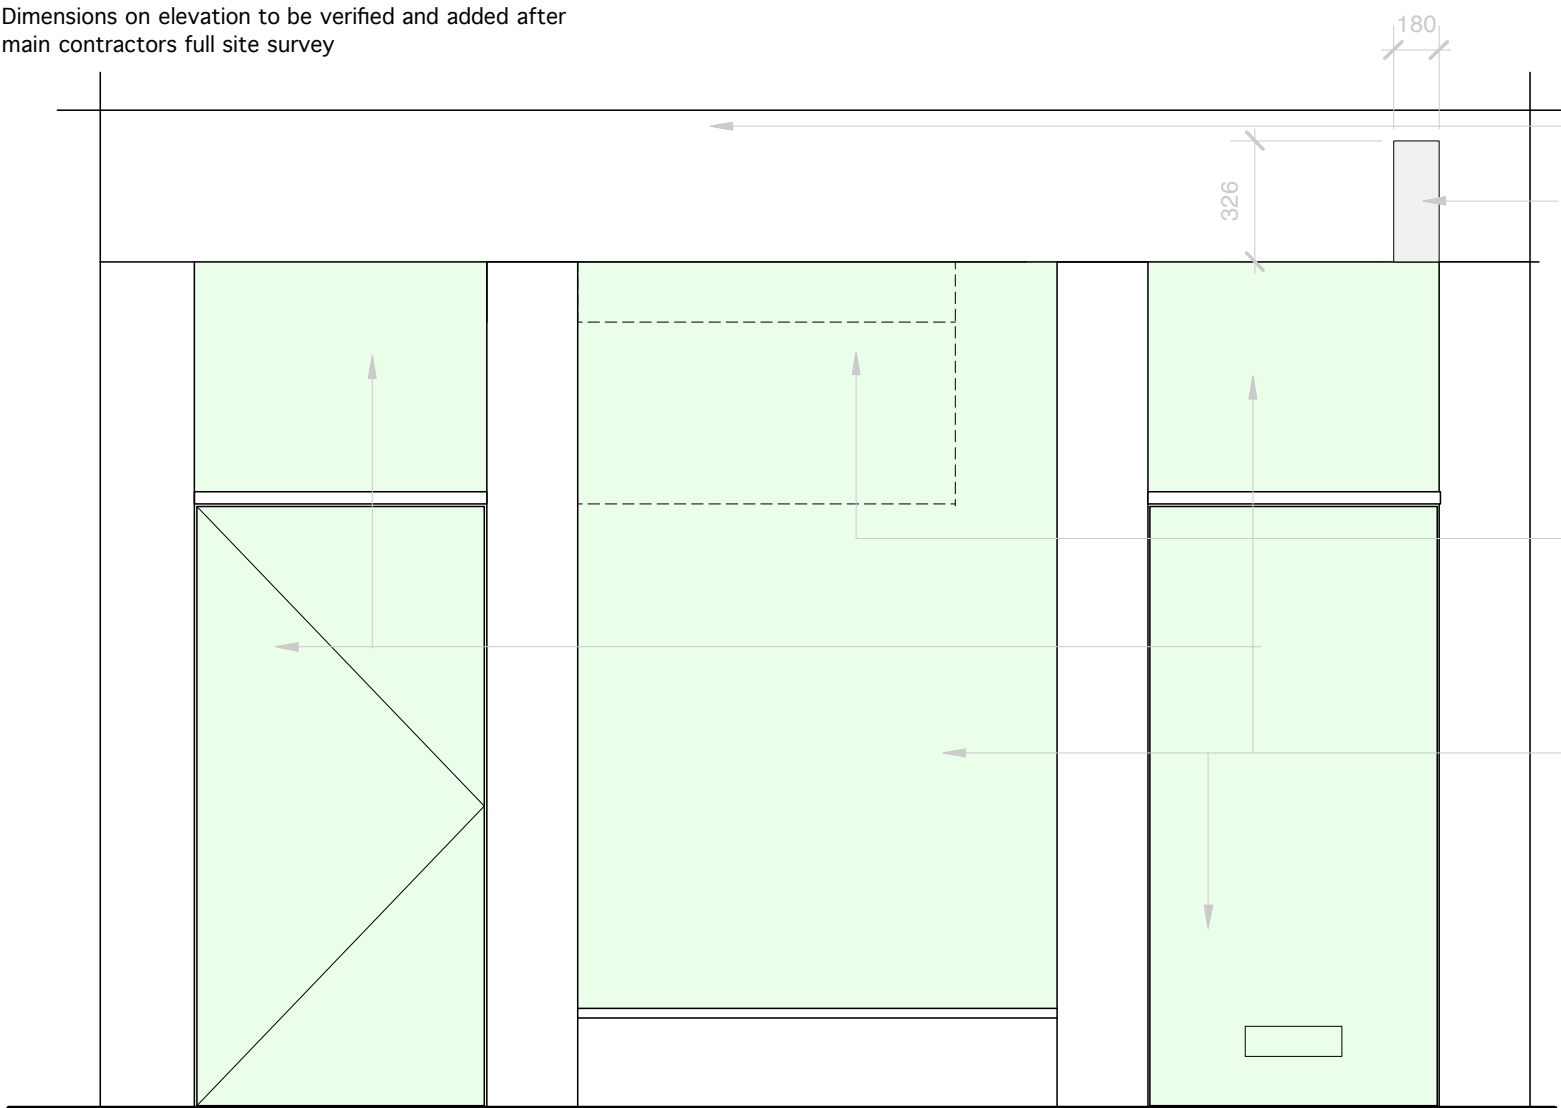 Dimensions on elevation to be verified and added after
main contractors full site survey
180
326